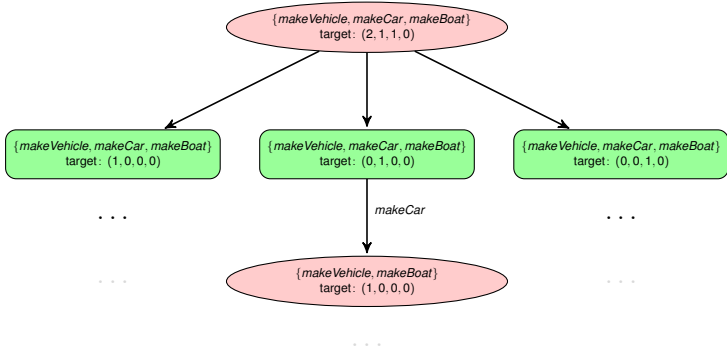 {makeVehicle, makeCar, makeBoat}
target: (2, 1, 1, 0)
{makeVehicle, makeCar, makeBoat}
target: (1, 0, 0, 0)
{makeVehicle, makeCar, makeBoat}
target: (0, 1, 0, 0)
{makeVehicle, makeCar, makeBoat}
target: (0, 0, 1, 0)
. . .
makeCar
. . .
. . .
{makeVehicle, makeBoat}
target: (1, 0, 0, 0)
. . .
. . .